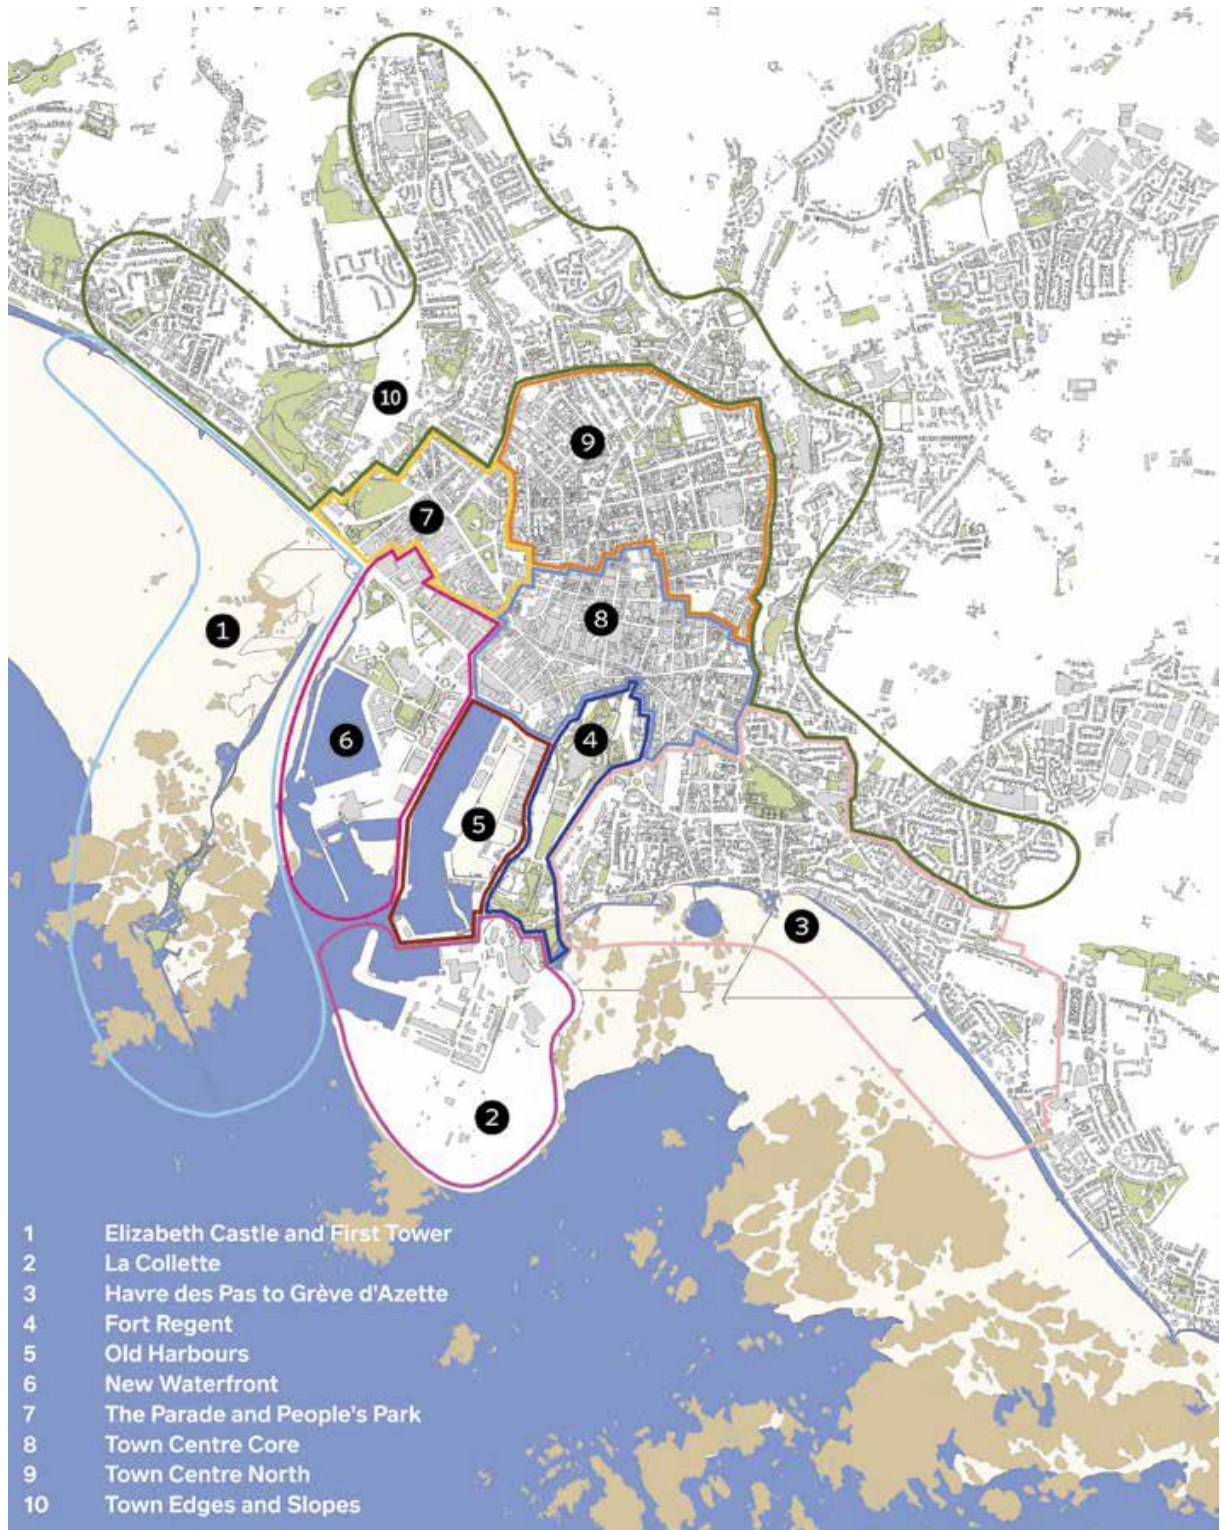 10
9
7
8
1
6
4
5
3
2
1 Elizabeth Castle and First Tower
2 La Collette
3 Havre des Pas to Grève d'Azette
4 Fort Regent
5 Old Harbours
6 New Waterfront
7 The Parade and People's Park
8 Town Centre Core
9 Town Centre North
10 Town Edges and Slopes